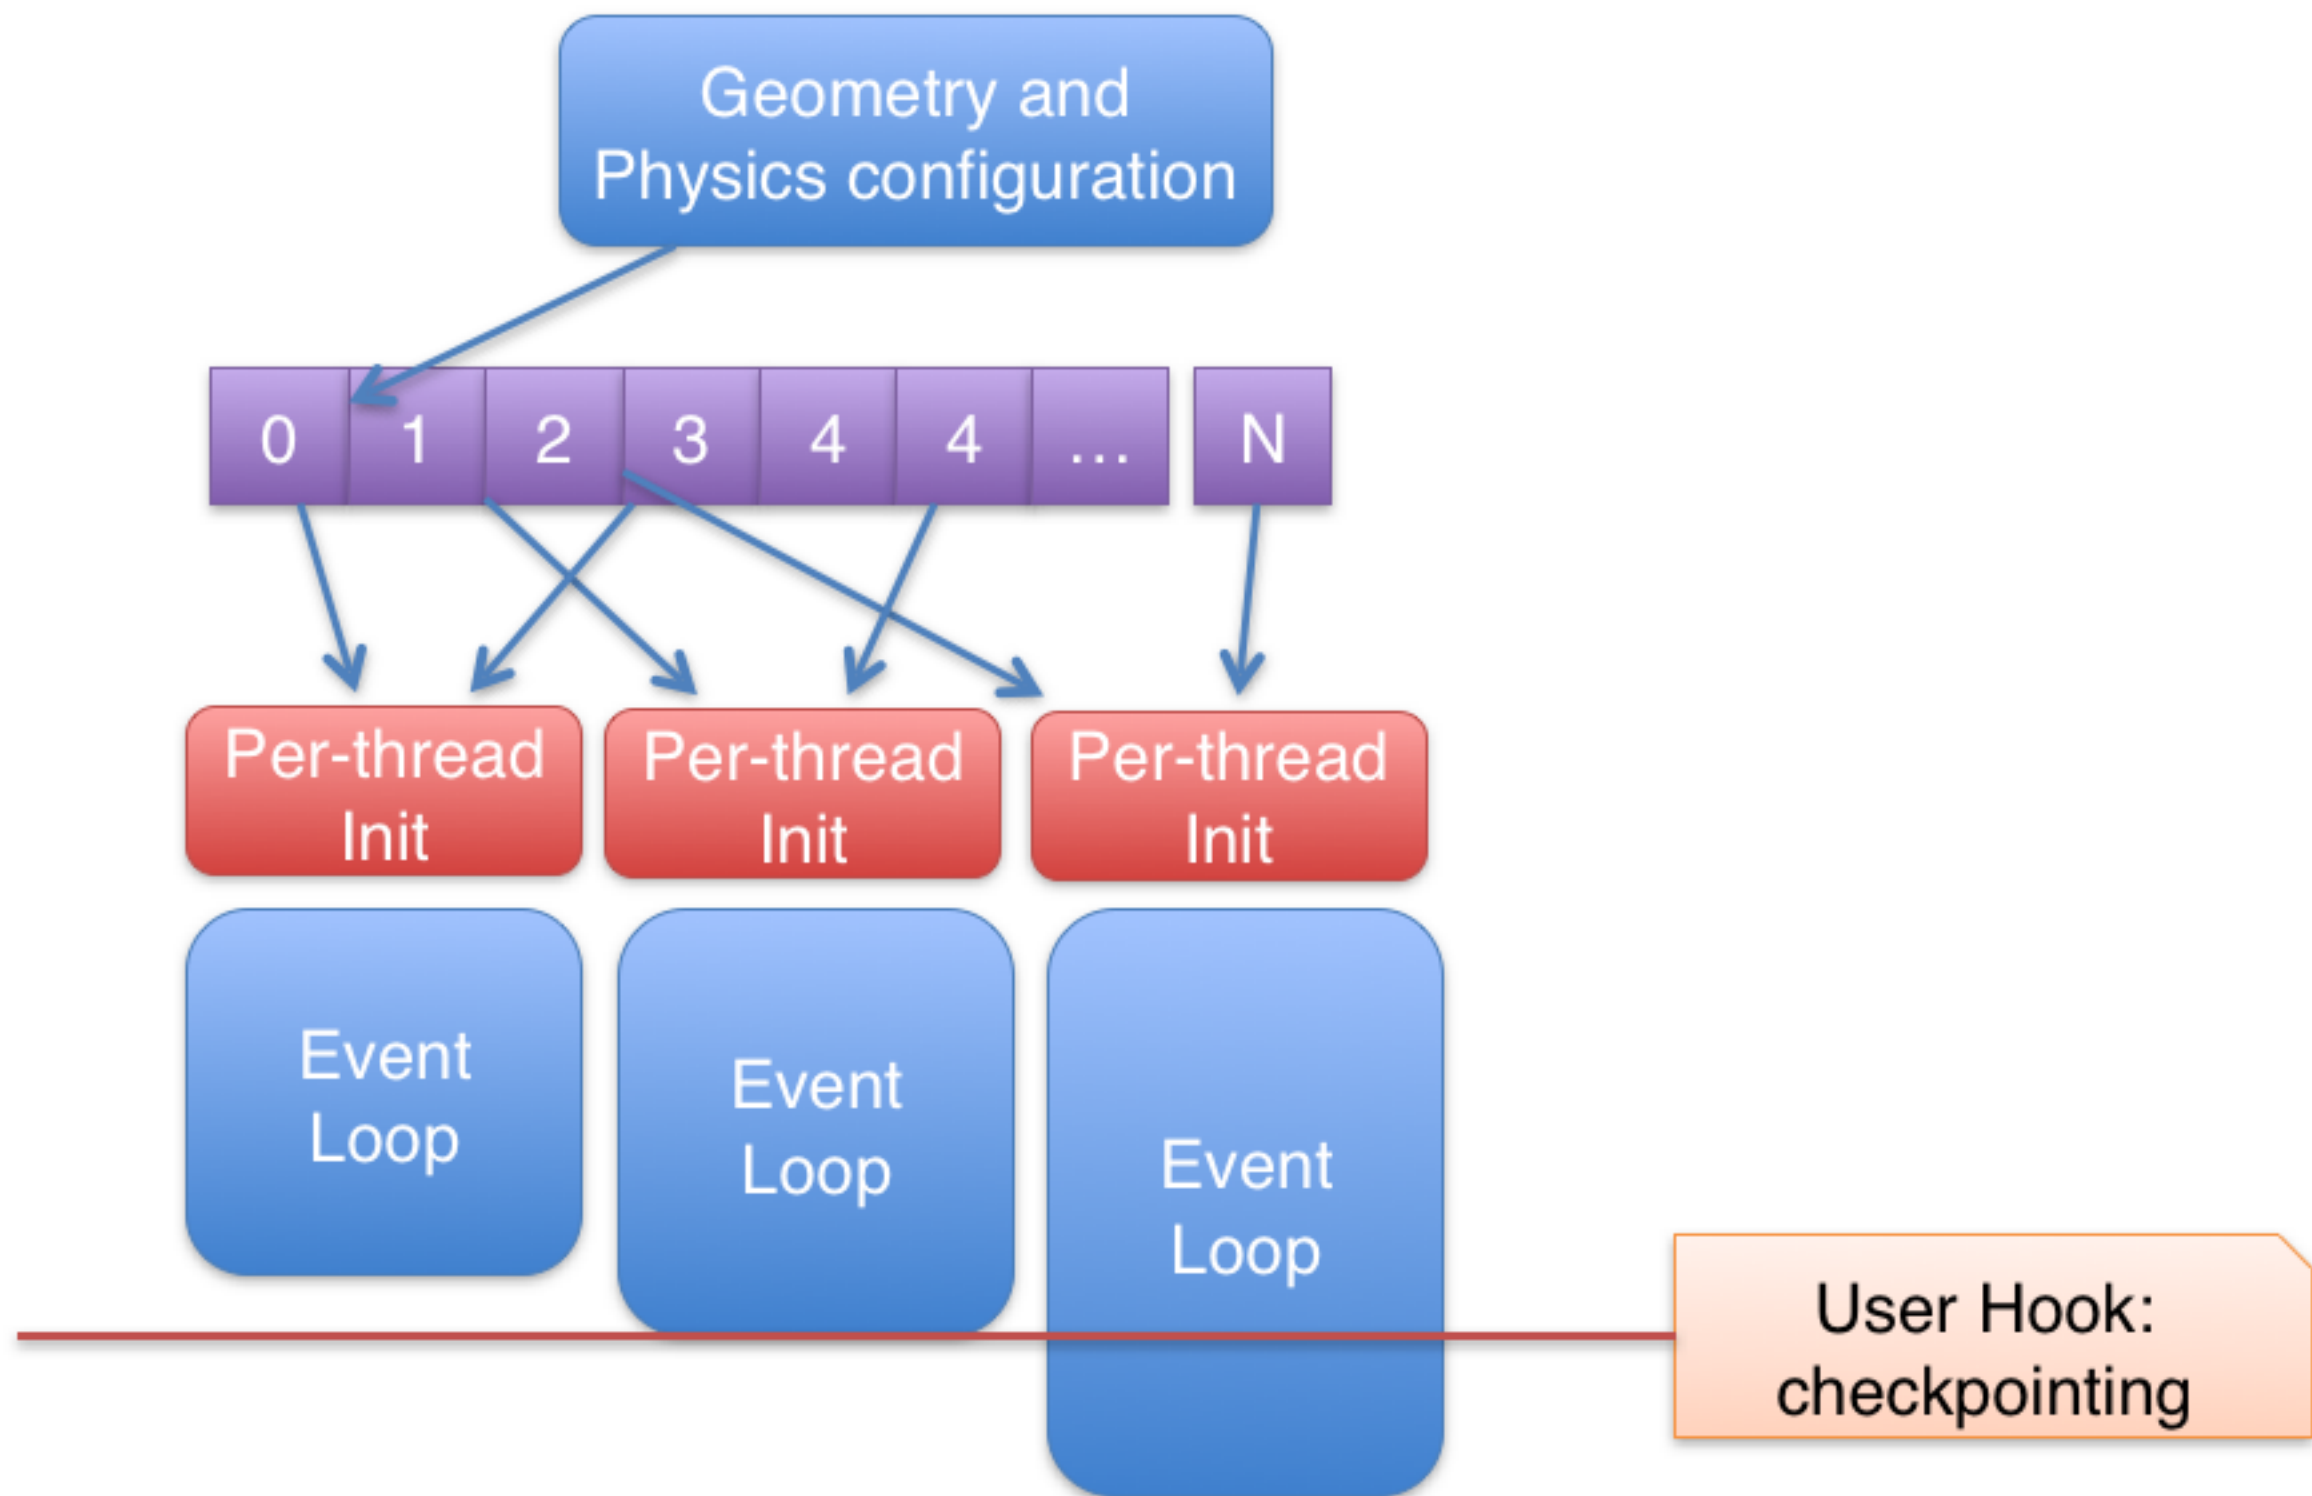 Geometry and
Physics configuration
0 1 2 3 4 4 ... N
Per-thread
Init
Per-thread
Init
Per-thread
Init
Event
Loop
Event
Loop
Event
Loop
User Hook:
checkpointing